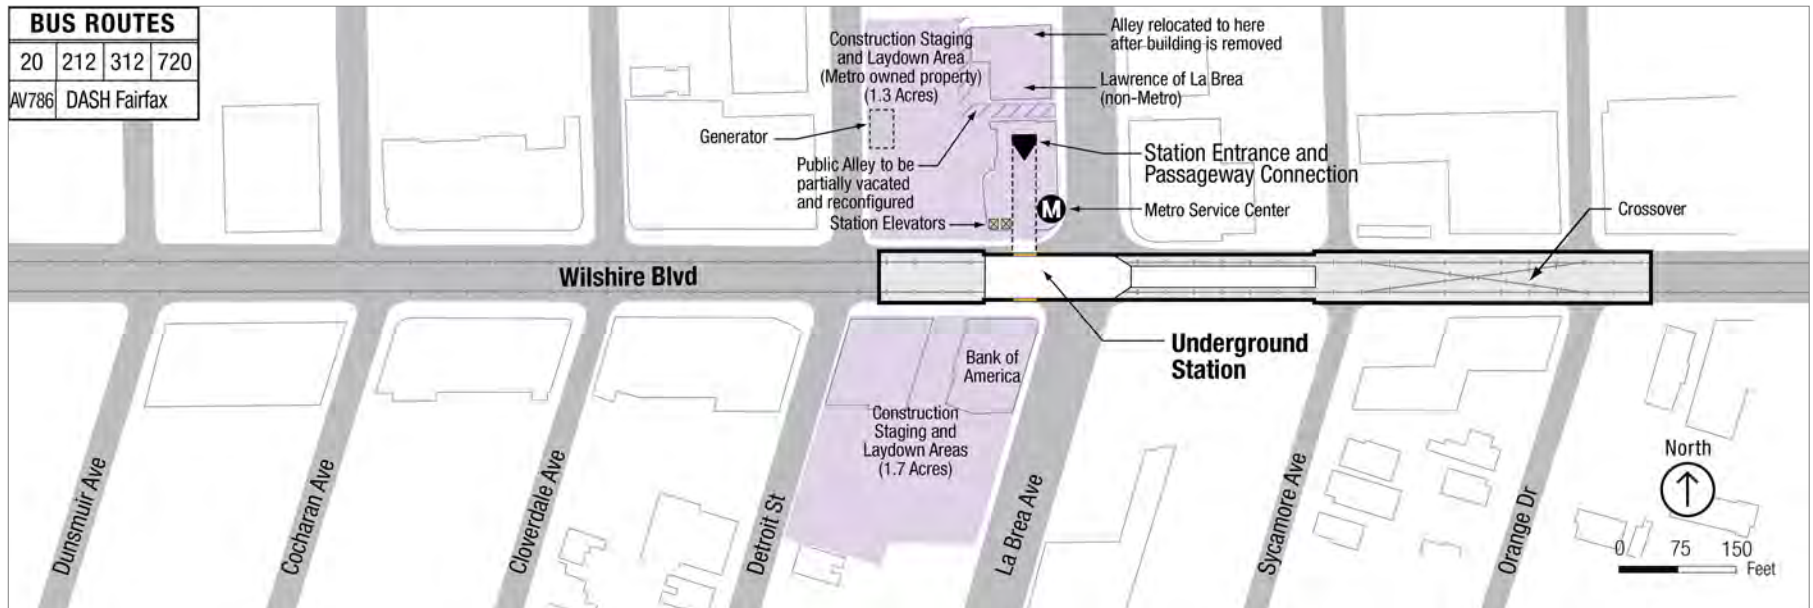 BUS ROUTES
20 212 312 720
AV786 DASH Fairfax
Construction Staging
and Laydown Area
(Metro owned property)
(1.3 Acres)
Alley relocated to here
after building is removed
Lawrence of La Brea
(non-Metro)
Generator
Public Alley to be
partially vacated
and reconfigured
Station Elevators
Station Entrance and
Passageway Connection
M
Metro Service Center
Crossover
Wilshire Blvd
Underground
Station
Bank of
America
Construction
Staging and
Laydown Areas
(1.7 Acres)
Dunsmuir Ave
Cocharan Ave
Cloverdale Ave
Detroit St
La Brea Ave
Sycamore Ave
Orange Dr
North
0 75 150
Feet